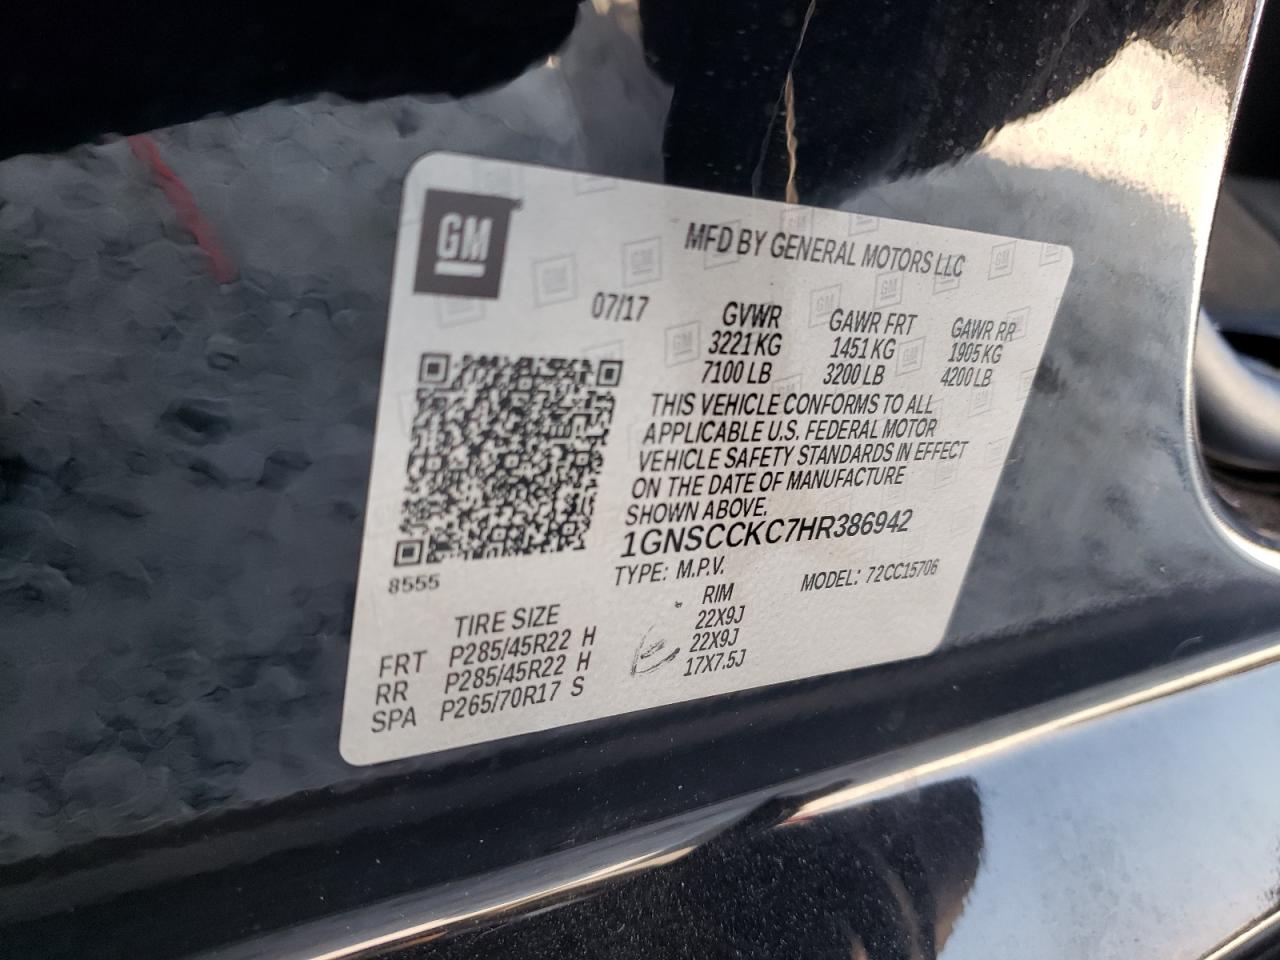 GM
MFD BY GENERAL MOTORS LLC
07/17
GVWR GAWR FRT GAWR RR
3221 KG 1451 KG 1905 KG
7100 LB 3200 LB 4200 LB
THIS VEHICLE CONFORMS TO ALL
APPLICABLE U.S. FEDERAL MOTOR
VEHICLE SAFETY STANDARDS IN EFFECT
ON THE DATE OF MANUFACTURE
SHOWN ABOVE.
1GNSCCKC7HR386942
TYPE: M.P.V. MODEL: 72CC15706
8555
TIRE SIZE RIM
FRT P285/45R22 H 22X9J
RR P285/45R22 H 22X9J
SPA P265/70R17 S 17X7.5J